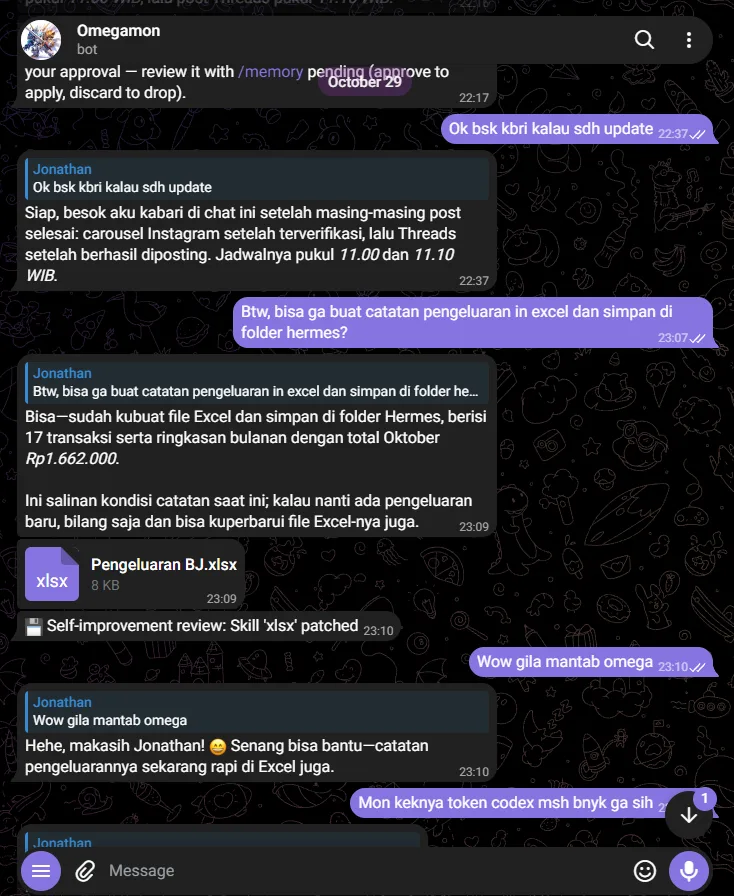 Omegamon
bot
your approval — review it with /memory pending (approve to
apply, discard to drop).
22:17
October 29
Ok bsk kbri kalau sdh update 22:37
Jonathan
Ok bsk kbri kalau sdh update
Siap, besok aku kabari di chat ini setelah masing-masing post
selesai: carousel Instagram setelah terverifikasi, lalu Threads
setelah berhasil diposting. Jadwalnya pukul 11.00 dan 11.10
WIB.
22:37
Btw, bisa ga buat catatan pengeluaran in excel dan simpan di
folder hermes?
23:07
Jonathan
Btw, bisa ga buat catatan pengeluaran in excel dan simpan di folder he...
Bisa—sudah kubuat file Excel dan simpan di folder Hermes, berisi
17 transaksi serta ringkasan bulanan dengan total Oktober
Rp1.662.000.
Ini salinan kondisi catatan saat ini; kalau nanti ada pengeluaran
baru, bilang saja dan bisa kuperbarui file Excel-nya juga.
23:09
xlsx
Pengeluaran BJ.xlsx
8 KB
23:09
Self-improvement review: Skill 'xlsx' patched 23:10
Wow gila mantab omega 23:10
Jonathan
Wow gila mantab omega
Hehe, makasih Jonathan! 😄 Senang bisa bantu—catatan
pengeluarannya sekarang rapi di Excel juga.
23:10
Mon keknya token codex msh bnyk ga sih
1
Jonathan
Message